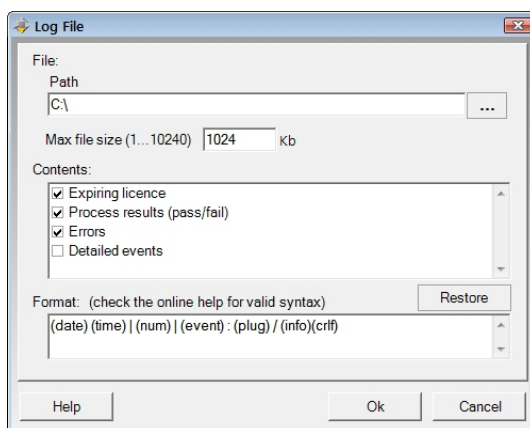 Log File
File:
Path
C:\
...
Max file size (1...10240) 1024 Kb
Contents:
Expiring licence
Process results (pass/fail)
Errors
Detailed events
Format: (check the online help for valid syntax) Restore
(date) (time) | (num) | (event) : (plug) / (info)(crlf)
Help Ok Cancel